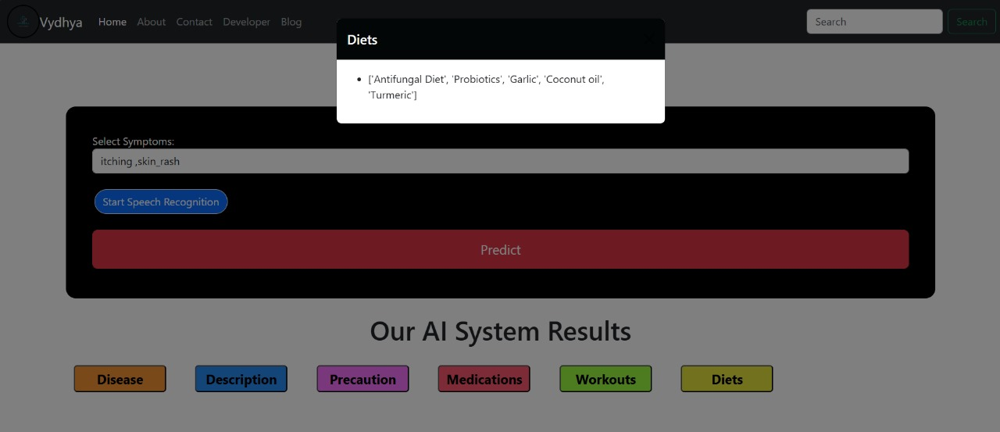 Vydhya Home About Contact Developer Blog Search Search
Diets
['Antifungal Diet', 'Probiotics', 'Garlic', 'Coconut oil',
'Turmeric']
Select Symptoms:
itching ,skin_rash
Start Speech Recognition
Predict
Our AI System Results
Disease Description Precaution Medications Workouts Diets